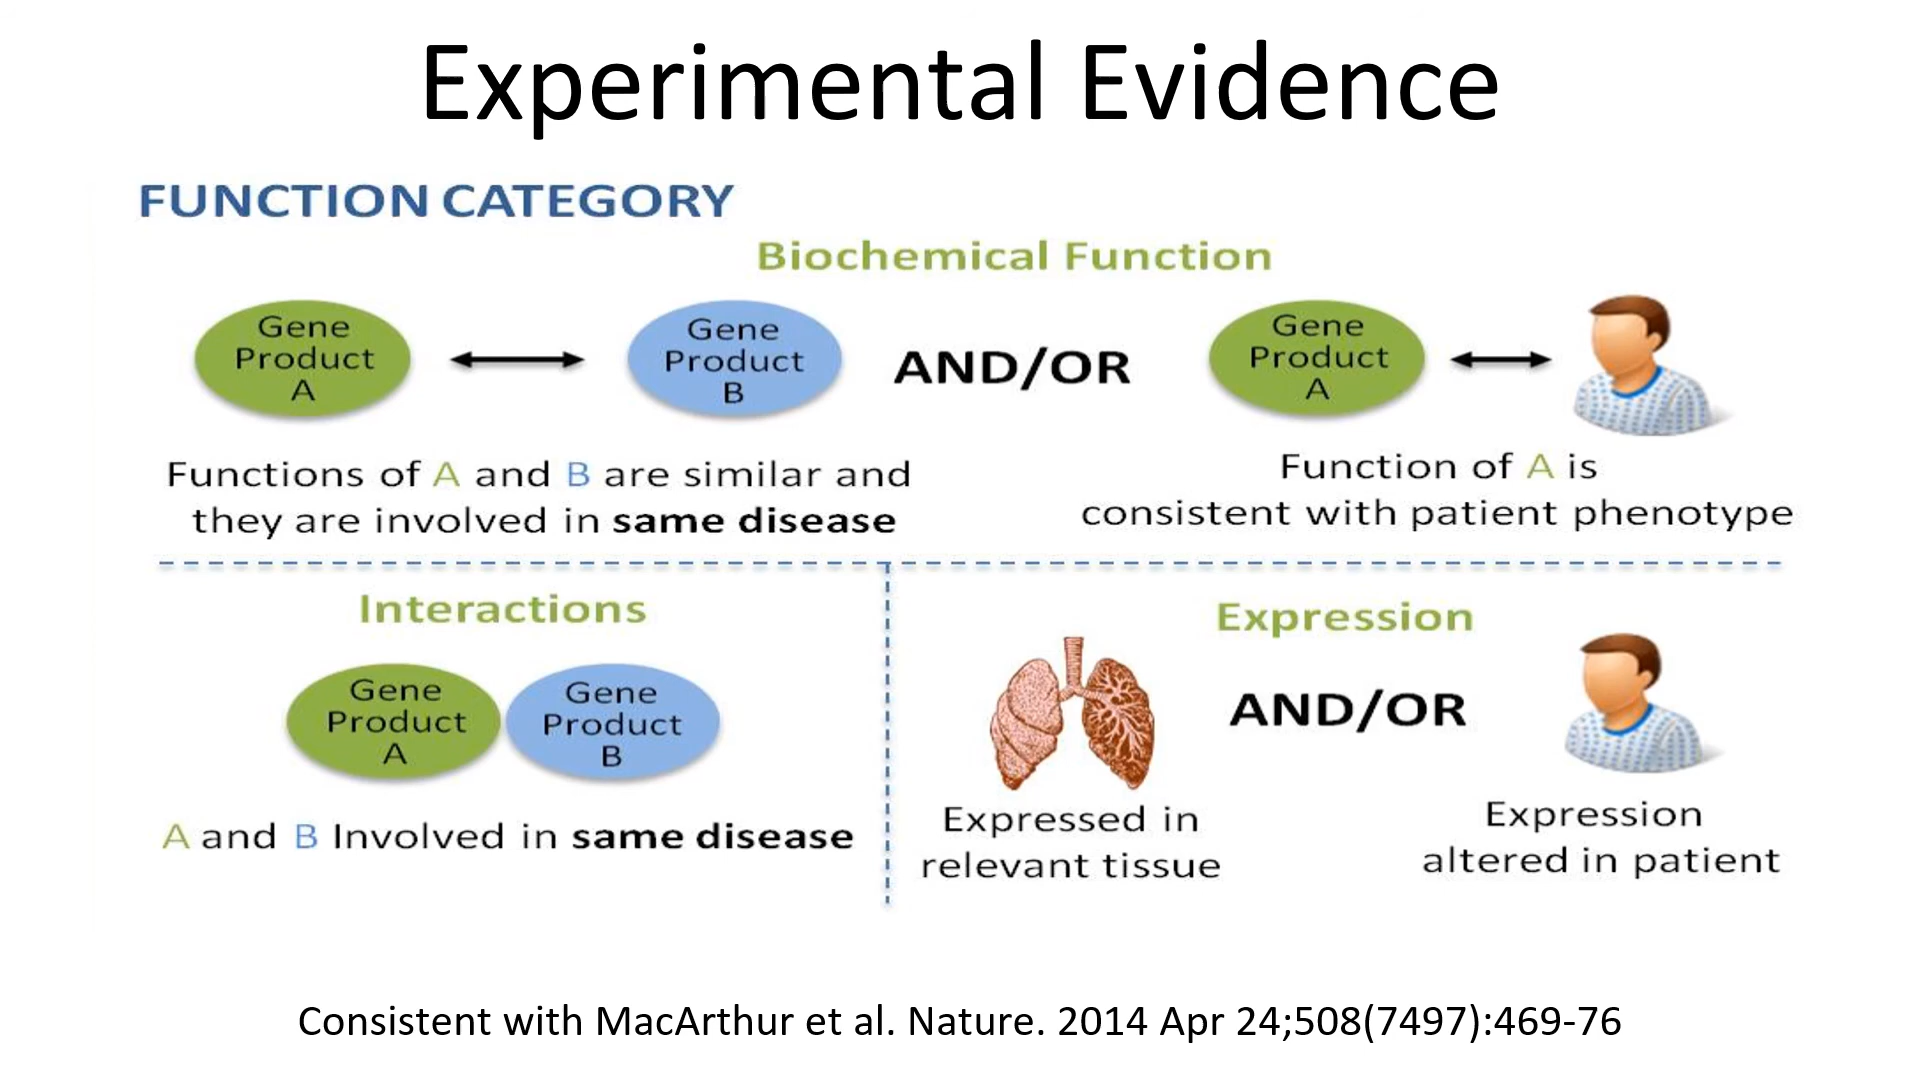 Experimental Evidence
FUNCTION CATEGORY
Biochemical Function
Gene
Product
A
Gene
Product
B
AND/OR
Gene
Product
A
Functions of A and B are similar and
they are involved in same disease
Function of A is
consistent with patient phenotype
Interactions
Gene
Product
A
Gene
Product
B
A and B Involved in same disease
Expression
AND/OR
Expressed in
relevant tissue
Expression
altered in patient
Consistent with MacArthur et al. Nature. 2014 Apr 24;508(7497):469-76